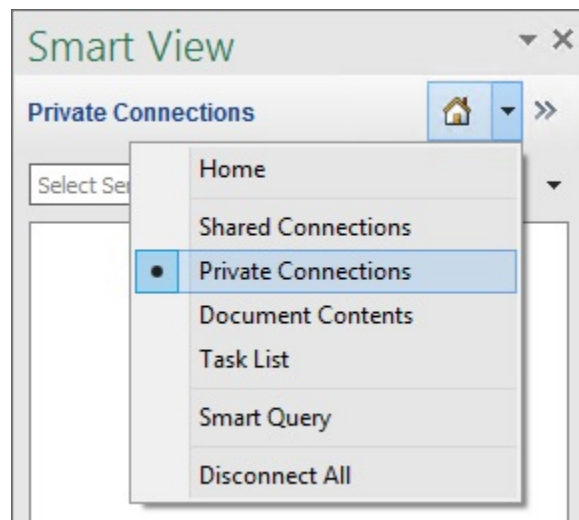 Smart View
Private Connections
Select Ser
Home
Shared Connections
Private Connections
Document Contents
Task List
Smart Query
Disconnect All